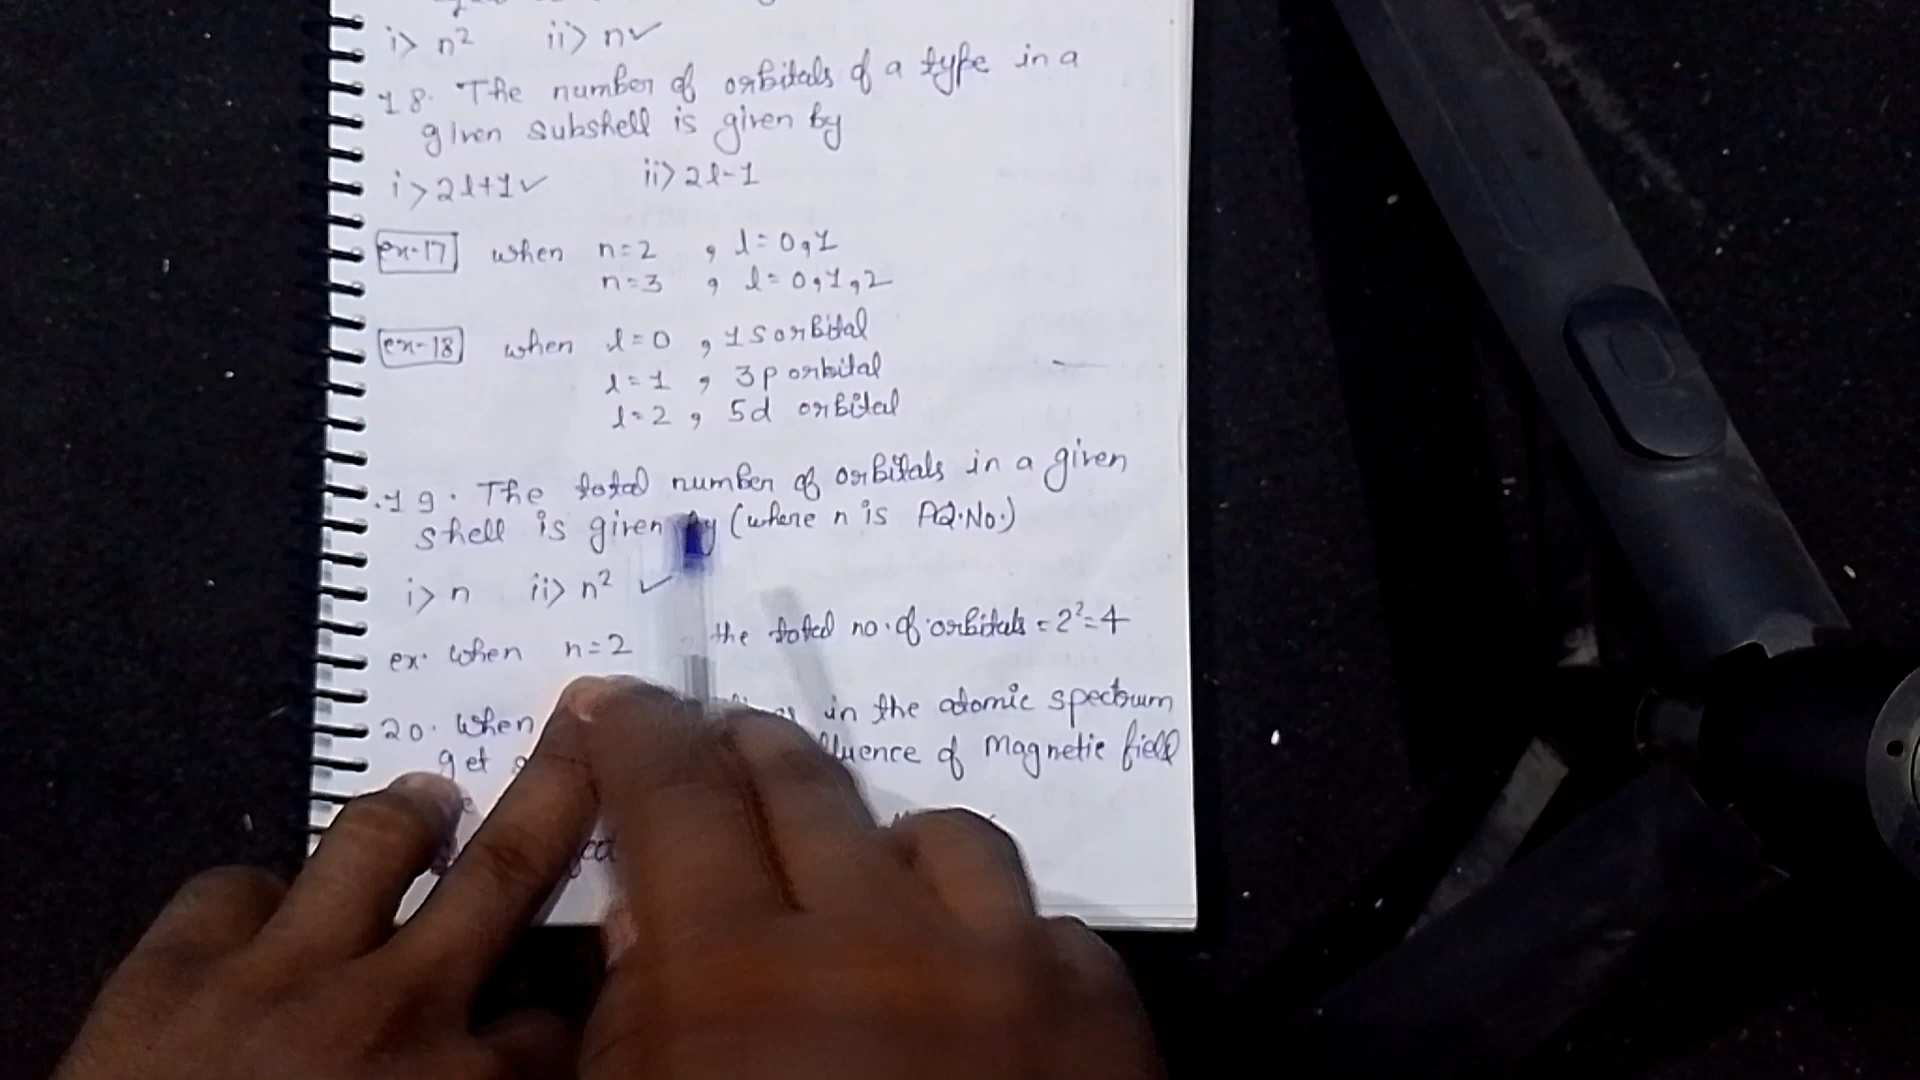 i> n² ii> n✓
18. The number of orbitals of a type in a
given subshell is given by
i> 2l+1✓ ii> 2l-1
ex-17 when n=2 , l=0,1
n=3 , l=0,1,2
ex-18 when l=0 , 1 s orbital
l=1 , 3p orbital
l=2 , 5d orbital
19. The total number of orbitals in a given
shell is given by (where n is P.Q.No.)
i> n ii> n² ✓
ex. when n=2 the total no. of orbitals = 2²=4
20. When in the atomic spectrum
get of magnetic field